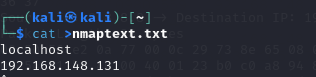 ┌──(kali㉿kali)-[~]
└─$ cat >nmaptext.txt
localhost
192.168.148.131